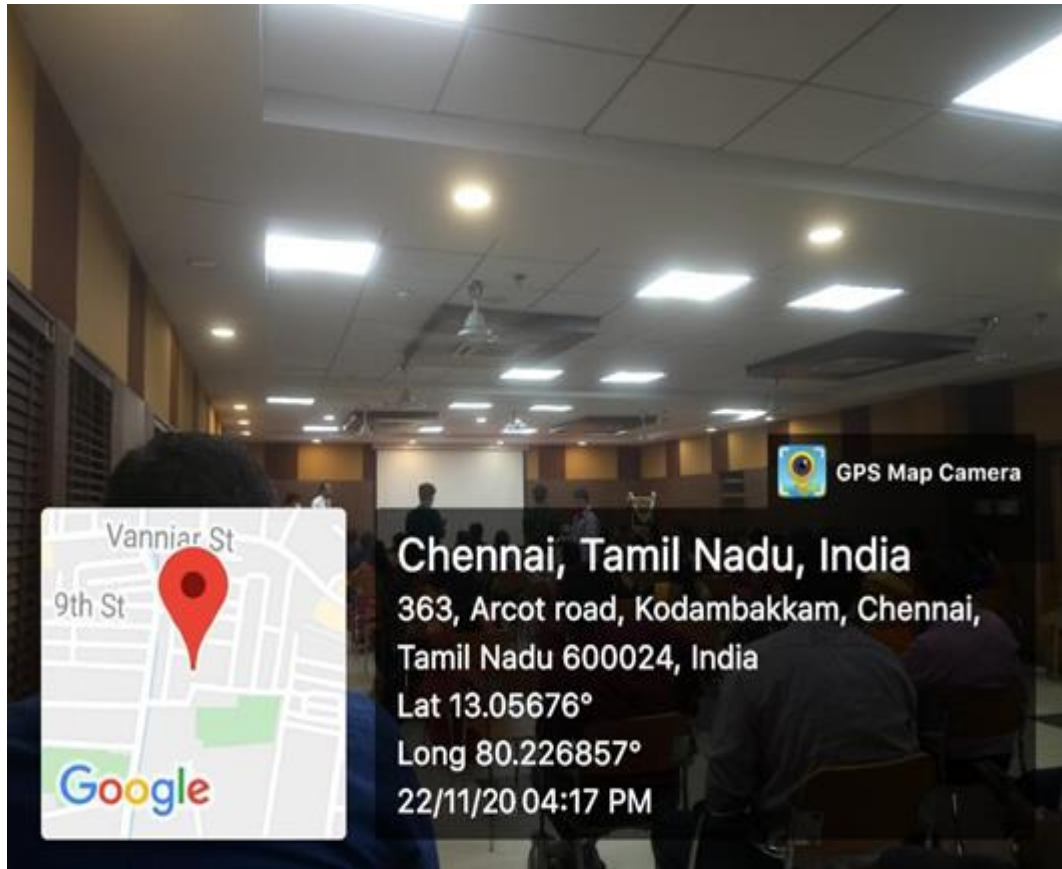 GPS Map Camera
Vanniar St
9th St
Google
Chennai, Tamil Nadu, India
363, Arcot road, Kodambakkam, Chennai,
Tamil Nadu 600024, India
Lat 13.05676°
Long 80.226857°
22/11/20 04:17 PM